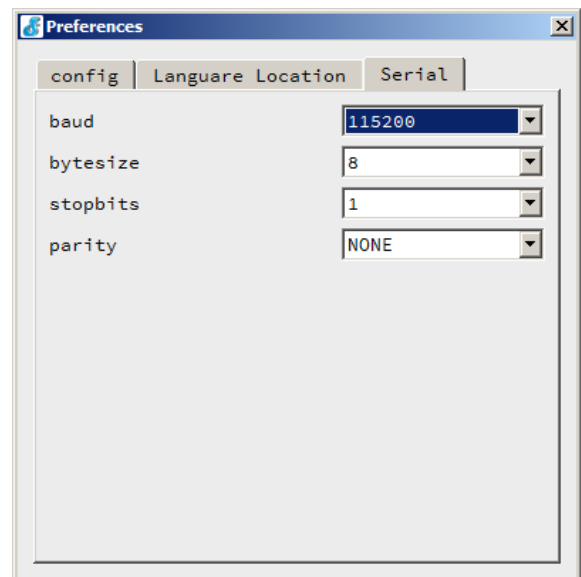 Preferences
config Languare Location Serial
baud 115200
bytesize 8
stopbits 1
parity NONE